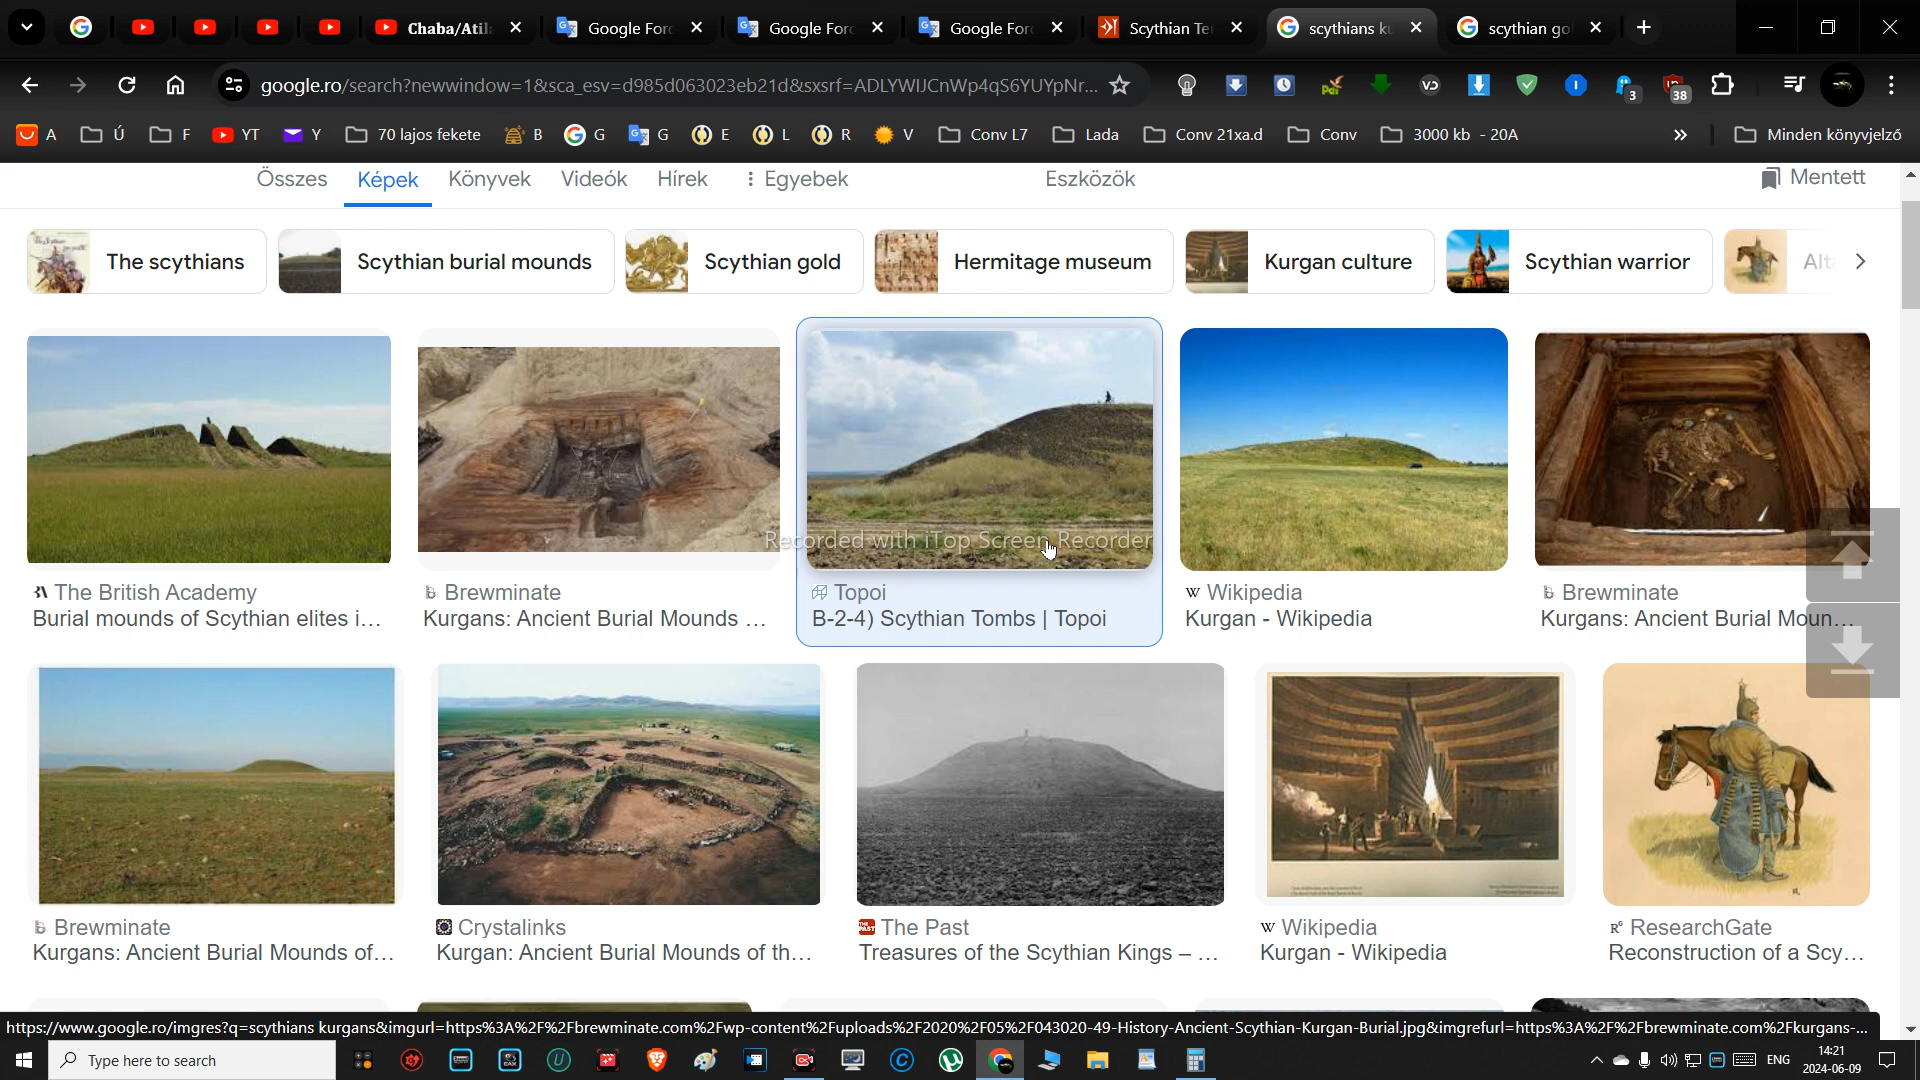 Chaba/Atil
Google For
Google For
Google For
Scythian Te
scythians ku
scythian go
google.ro/search?newwindow=1&sca_esv=d985d063023eb21d&sxsrf=ADLYWIJCnWp4qS6YUYpNr...
3
38
A
Ú
F
YT
Y
70 lajos fekete
B
G
G
E
L
R
V
Conv L7
Lada
Conv 21xa.d
Conv
3000 kb - 20A
Minden könyvjelző
Összes
Képek
Könyvek
Videók
Hírek
Egyebek
Eszközök
Mentett
The scythians
Scythian burial mounds
Scythian gold
Hermitage museum
Kurgan culture
Scythian warrior
Alta
Recorded with iTop Screen Recorder
The British Academy
Burial mounds of Scythian elites i...
Brewminate
Kurgans: Ancient Burial Mounds ...
Topoi
B-2-4) Scythian Tombs | Topoi
Wikipedia
Kurgan - Wikipedia
Brewminate
Kurgans: Ancient Burial Moun...
Brewminate
Kurgans: Ancient Burial Mounds of...
Crystalinks
Kurgan: Ancient Burial Mounds of th...
The Past
Treasures of the Scythian Kings – ...
Wikipedia
Kurgan - Wikipedia
ResearchGate
Reconstruction of a Scy...
https://www.google.ro/imgres?q=scythians kurgans&imgurl=https%3A%2F%2Fbrewminate.com%2Fwp-content%2Fuploads%2F2020%2F05%2F043020-49-History-Ancient-Scythian-Kurgan-Burial.jpg&imgrefurl=https%3A%2F%2Fbrewminate.com%2Fkurgans-...
Type here to search
ENG
14:21
2024-06-09